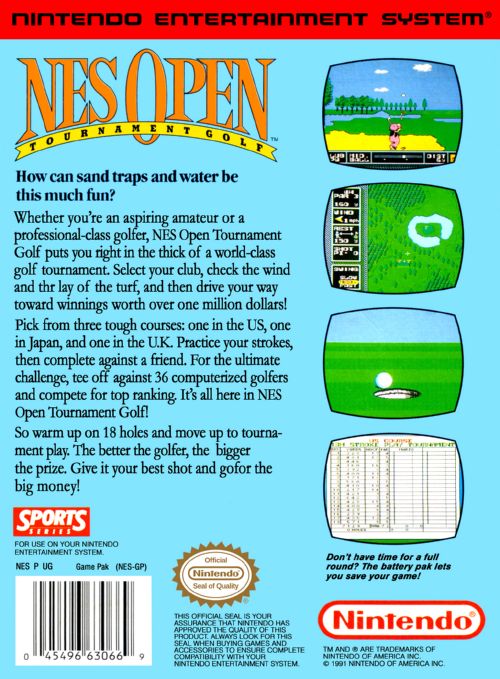 NINTENDO ENTERTAINMENT SYSTEM®
NES OPEN
TOURNAMENT GOLF™
How can sand traps and water be
this much fun?
Whether you're an aspiring amateur or a
professional-class golfer, NES Open Tournament
Golf puts you right in the thick of a world-class
golf tournament. Select your club, check the wind
and thr lay of the turf, and then drive your way
toward winnings worth over one million dollars!
Pick from three tough courses: one in the US, one
in Japan, and one in the U.K. Practice your strokes,
then complete against a friend. For the ultimate
challenge, tee off against 36 computerized golfers
and compete for top ranking. It's all here in NES
Open Tournament Golf!
So warm up on 18 holes and move up to tourna-
ment play. The better the golfer, the bigger
the prize. Give it your best shot and gofor the
big money!
SPORTS
SERIES
FOR USE ON YOUR NINTENDO
ENTERTAINMENT SYSTEM.
NES P UG Game Pak (NES-GP)
0 45496 63066 9
Official
Nintendo
Seal of Quality
THIS OFFICIAL SEAL IS YOUR
ASSURANCE THAT NINTENDO HAS
APPROVED THE QUALITY OF THIS
PRODUCT. ALWAYS LOOK FOR THIS
SEAL WHEN BUYING GAMES AND
ACCESSORIES TO ENSURE COMPLETE
COMPATIBILITY WITH YOUR
NINTENDO ENTERTAINMENT SYSTEM.
DIST
WIND
REST
SHOT
SWING
SLOW
US COURSE
STROKE PLAY TOURNAMENT
Don't have time for a full
round? The battery pak lets
you save your game!
Nintendo®
TM AND ® ARE TRADEMARKS OF
NINTENDO OF AMERICA INC.
© 1991 NINTENDO OF AMERICA INC.